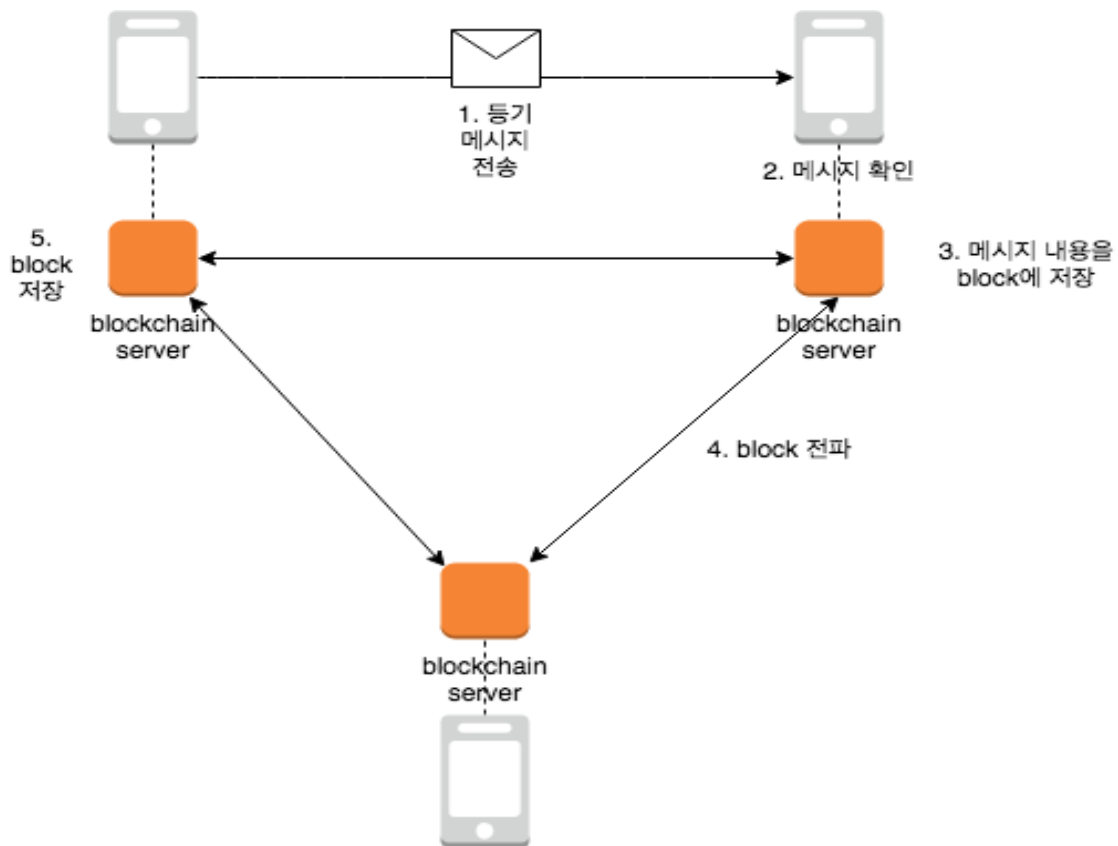 1. 등기
메시지
전송
2. 메시지 확인
5.
block
저장
3. 메시지 내용을
block에 저장
blockchain
server
blockchain
server
4. block 전파
blockchain
server